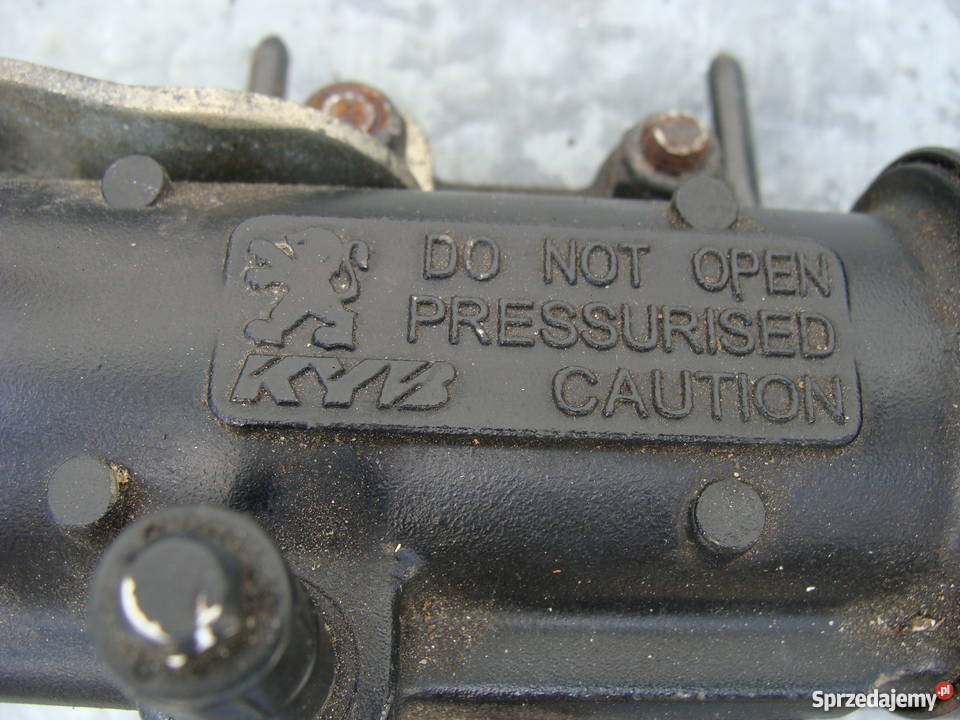 DO NOT OPEN
PRESSURISED
KYB CAUTION
Sprzedajemy.pl